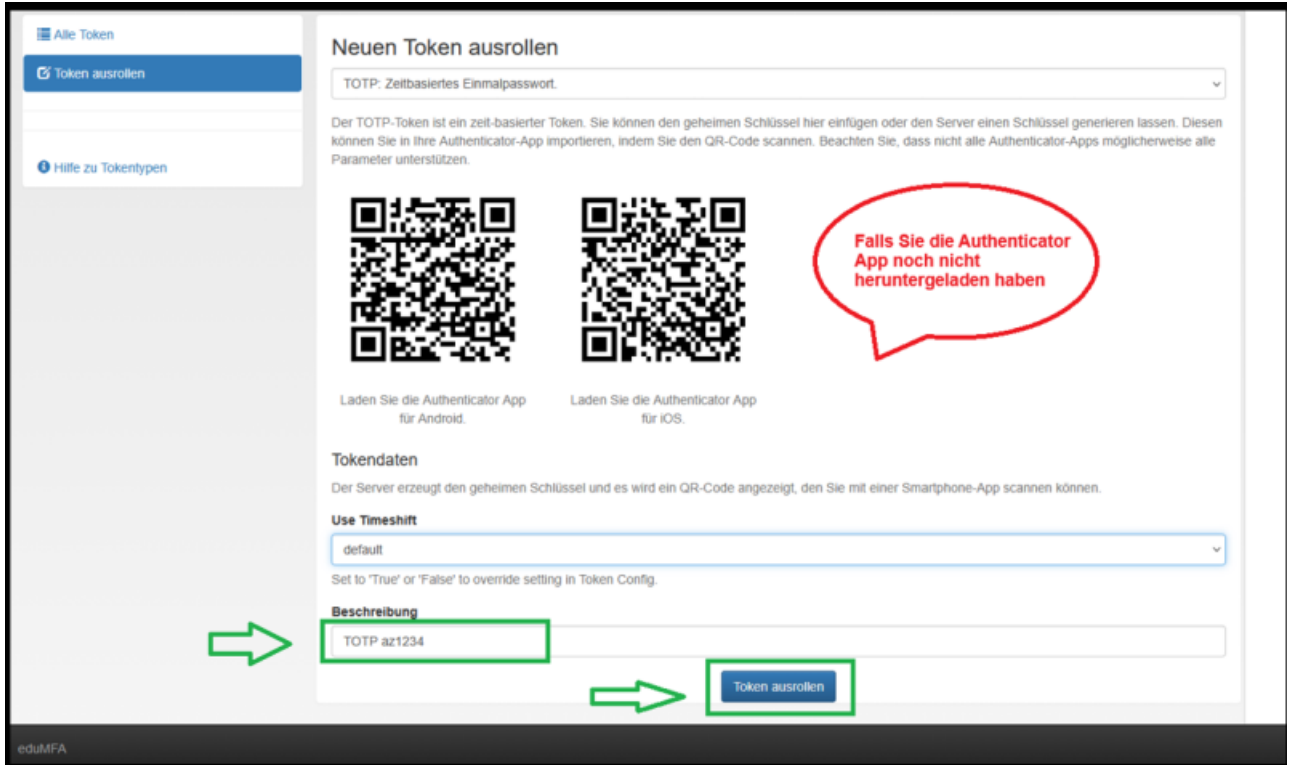 Alle Token
Token ausrollen
Hilfe zu Tokentypen
Neuen Token ausrollen
TOTP: Zeitbasiertes Einmalpasswort.
Der TOTP-Token ist ein zeit-basierter Token. Sie können den geheimen Schlüssel hier einfügen oder den Server einen Schlüssel generieren lassen. Diesen
können Sie in Ihre Authenticator-App importieren, indem Sie den QR-Code scannen. Beachten Sie, dass nicht alle Authenticator-Apps möglicherweise alle
Parameter unterstützen.
Falls Sie die Authenticator
App noch nicht
heruntergeladen haben
Laden Sie die Authenticator App
für Android.
Laden Sie die Authenticator App
für iOS.
Tokendaten
Der Server erzeugt den geheimen Schlüssel und es wird ein QR-Code angezeigt, den Sie mit einer Smartphone-App scannen können.
Use Timeshift
default
Set to 'True' or 'False' to override setting in Token Config.
Beschreibung
TOTP az1234
Token ausrollen
eduMFA